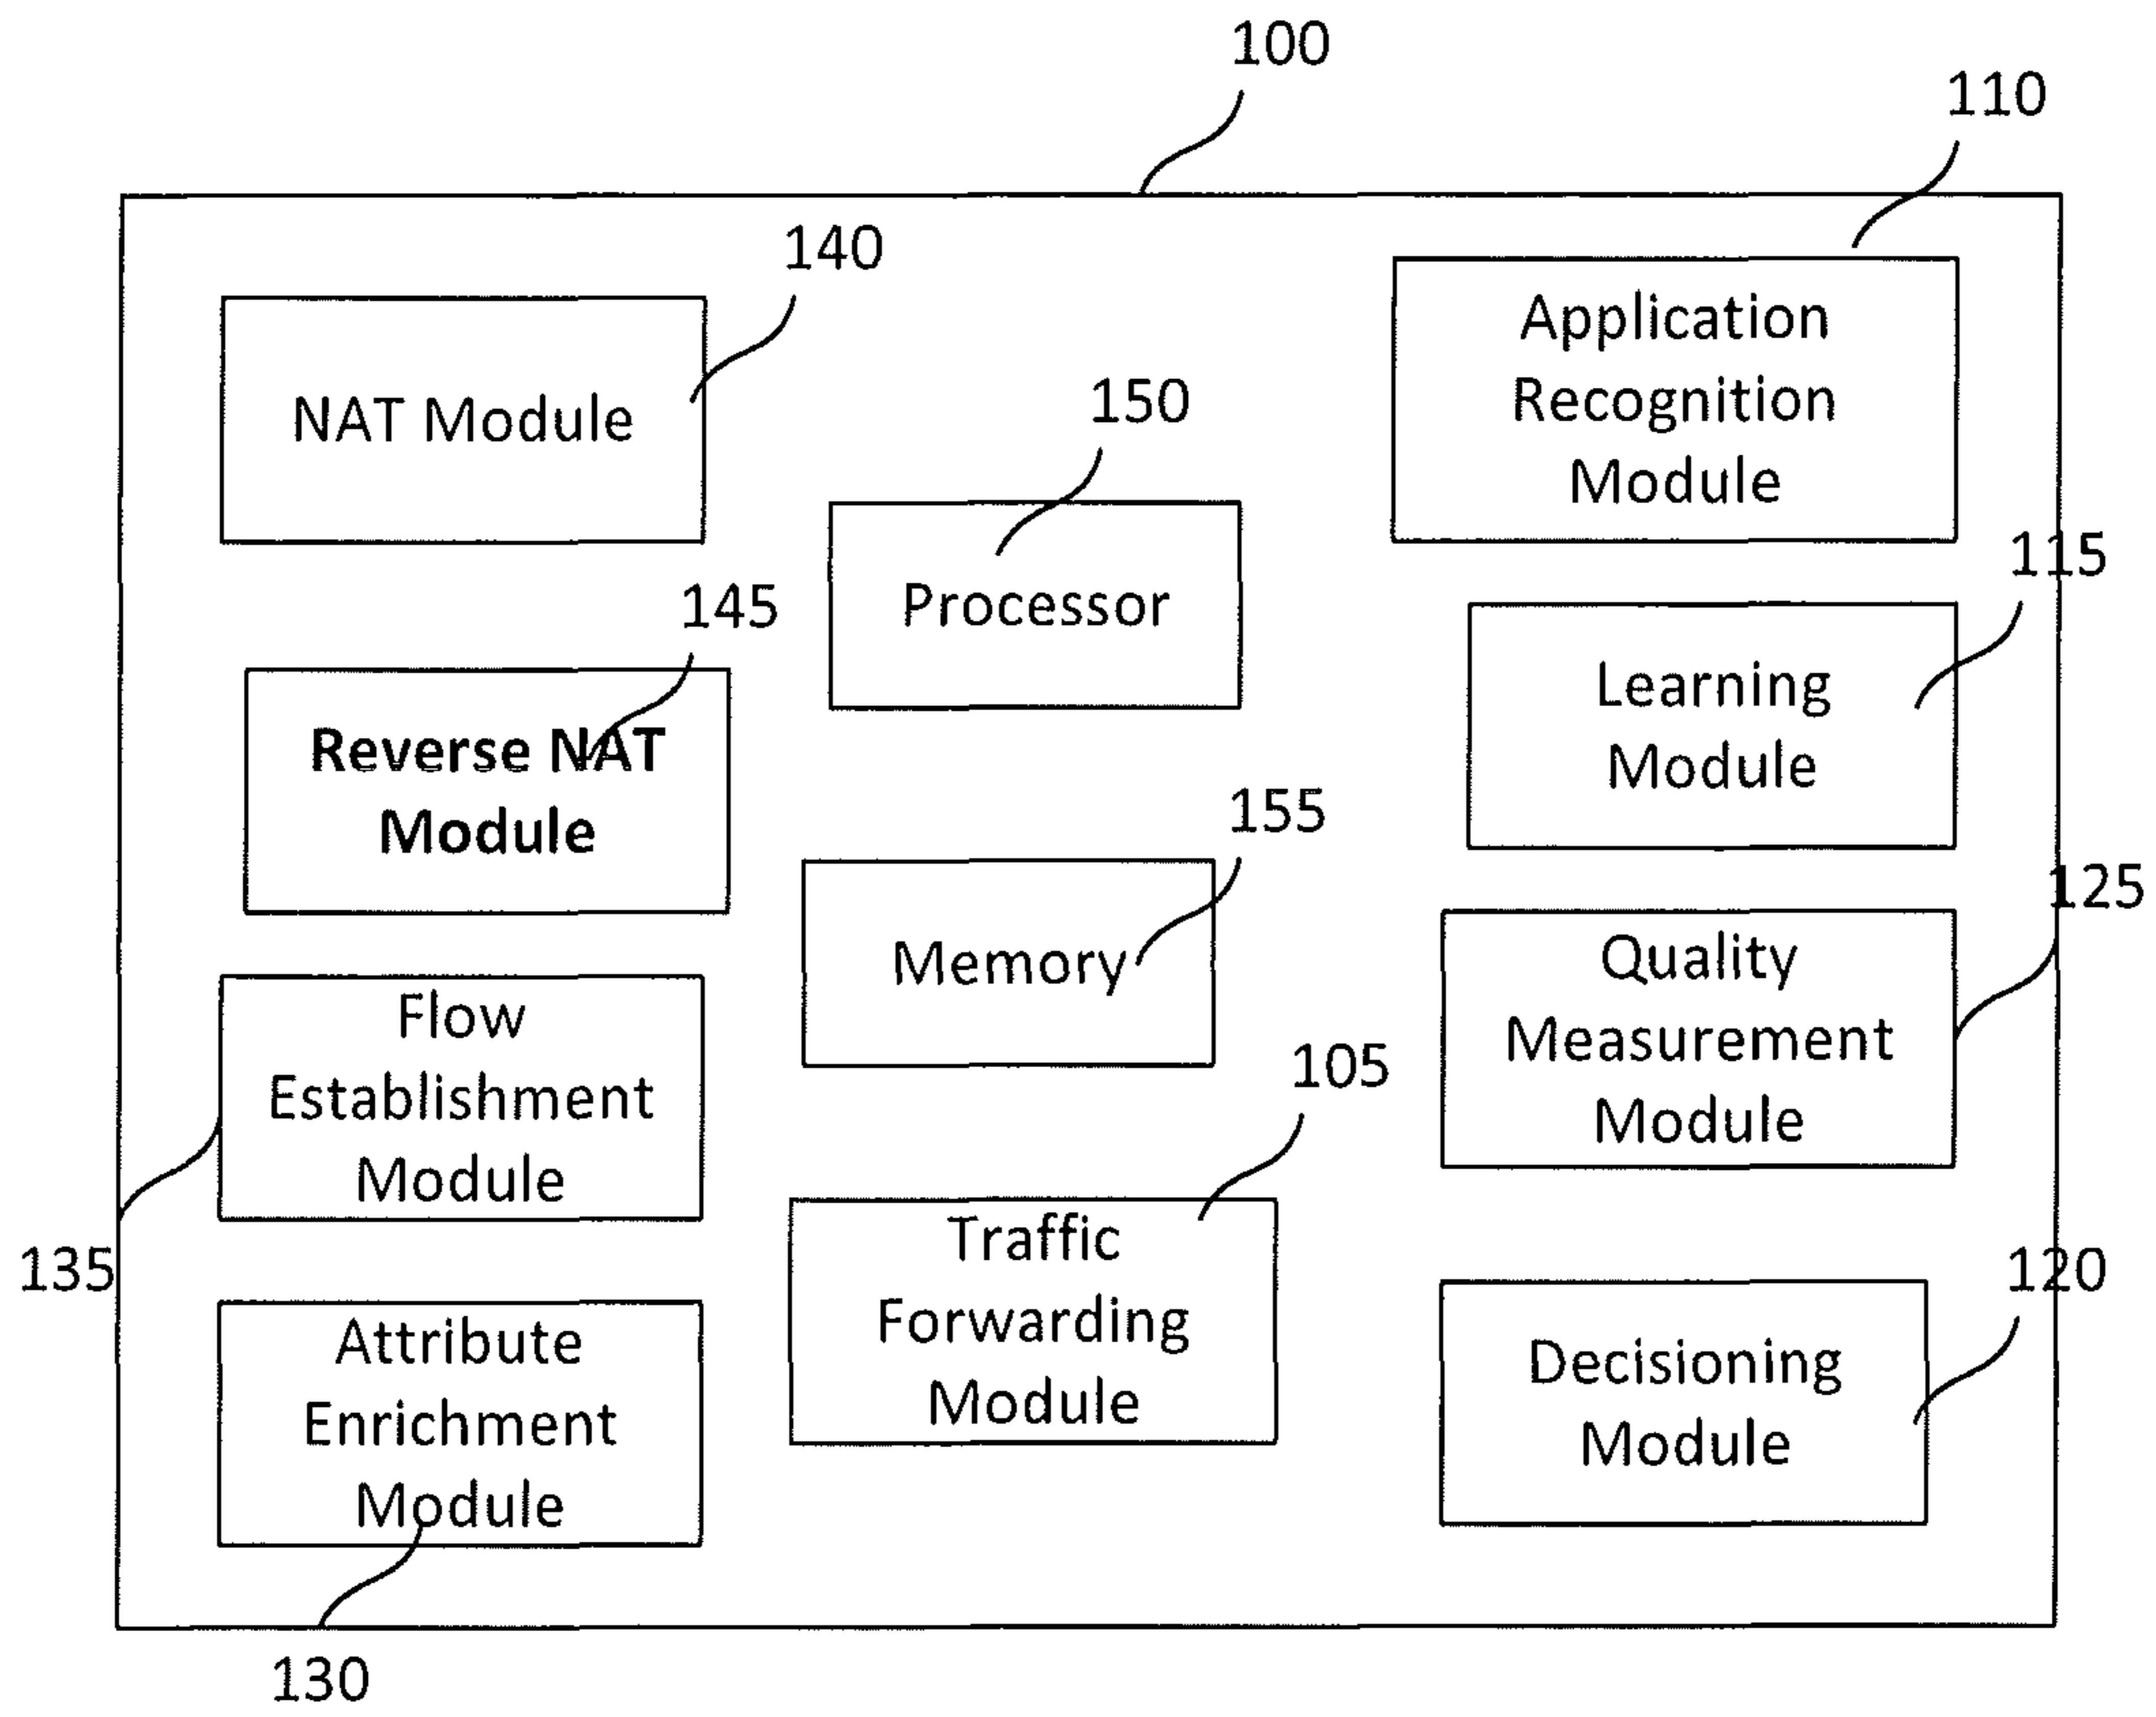 100
110
140
NAT Module
Application
Recognition
Module
150
Processor
115
Learning
Module
145
Reverse NAT
Module
155
Memory
125
Quality
Measurement
Module
Flow
Establishment
Module
135
105
Traffic
Forwarding
Module
120
Decisioning
Module
Attribute
Enrichment
Module
130